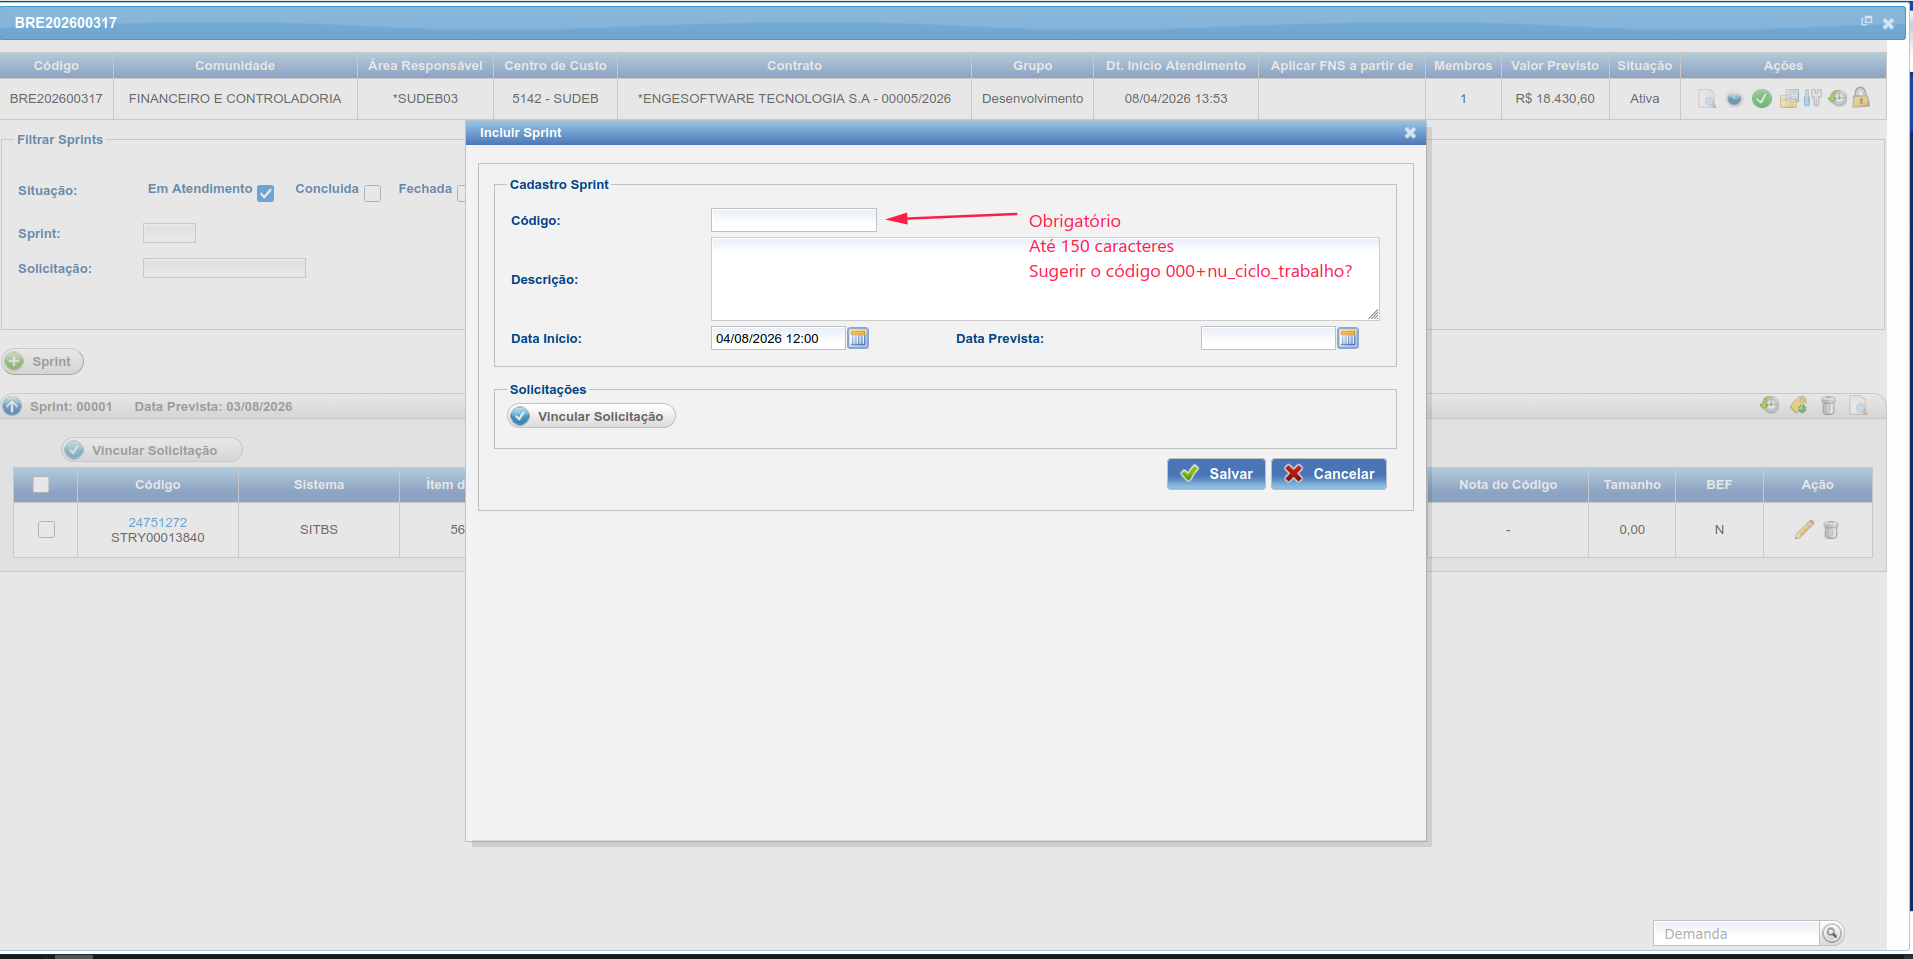 BRE202600317
Código Comunidade Área Responsável Centro de Custo Contrato Grupo Dt. Inicio Atendimento Aplicar FNS a partir de Membros Valor Previsto Situação Ações
BRE202600317 FINANCEIRO E CONTROLADORIA *SUDEB03 5142 - SUDEB *ENGESOFTWARE TECNOLOGIA S.A - 00005/2026 Desenvolvimento 08/04/2026 13:53 1 R$ 18.430,60 Ativa
Incluir Sprint
Filtrar Sprints
Situação: Em Atendimento Concluida Fechada
Sprint:
Solicitação:
Cadastro Sprint
Código:
Obrigatório
Até 150 caracteres
Sugerir o código 000+nu_ciclo_trabalho?
Descrição:
Data Início: 04/08/2026 12:00 Data Prevista:
Solicitações
Vincular Solicitação
Salvar Cancelar
Sprint
Sprint: 00001 Data Prevista: 03/08/2026
Vincular Solicitação
Código Sistema Ítem d Nota do Código Tamanho BEF Ação
24751272
STRY00013840 SITBS 56 - 0,00 N
Demanda